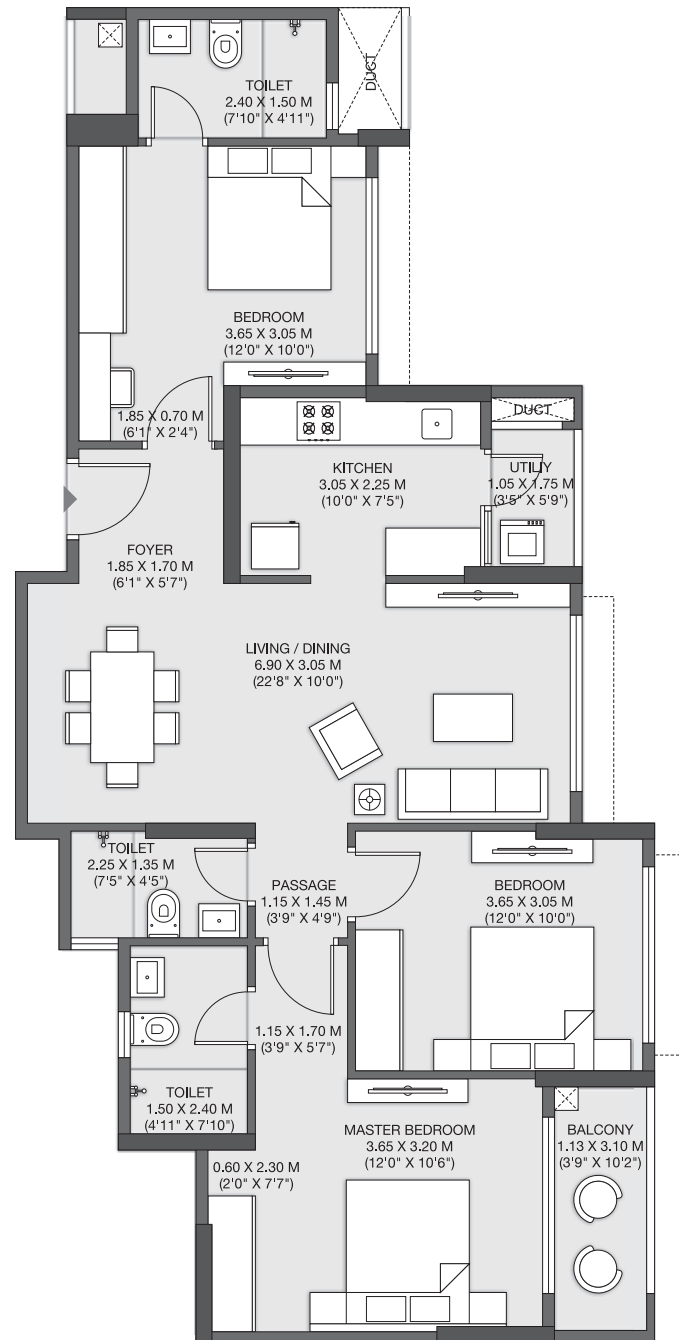 TOILET
2.40 X 1.50 M
(7'10" X 4'11")
DUCT
BEDROOM
3.65 X 3.05 M
(12'0" X 10'0")
1.85 X 0.70 M
(6'1" X 2'4")
DUCT
KITCHEN
3.05 X 2.25 M
(10'0" X 7'5")
UTILIY
1.05 X 1.75 M
(3'5" X 5'9")
FOYER
1.85 X 1.70 M
(6'1" X 5'7")
LIVING / DINING
6.90 X 3.05 M
(22'8" X 10'0")
TOILET
2.25 X 1.35 M
(7'5" X 4'5")
PASSAGE
1.15 X 1.45 M
(3'9" X 4'9")
BEDROOM
3.65 X 3.05 M
(12'0" X 10'0")
1.15 X 1.70 M
(3'9" X 5'7")
TOILET
1.50 X 2.40 M
(4'11" X 7'10")
MASTER BEDROOM
3.65 X 3.20 M
(12'0" X 10'6")
BALCONY
1.13 X 3.10 M
(3'9" X 10'2")
0.60 X 2.30 M
(2'0" X 7'7")